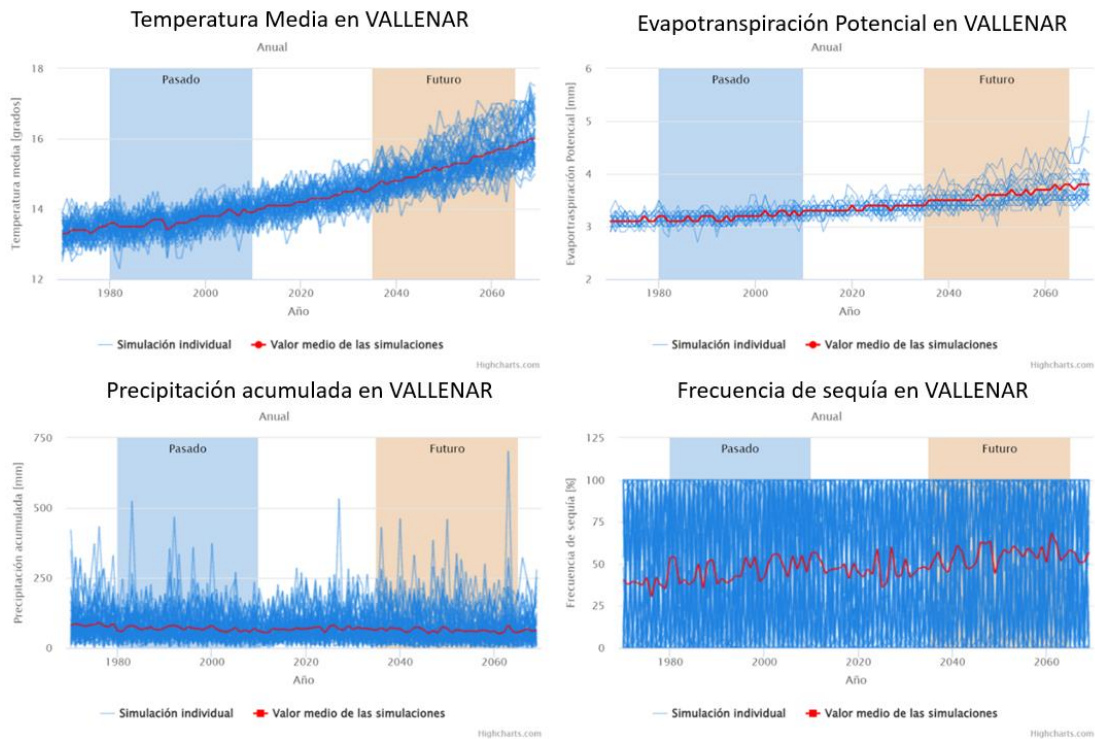 Temperatura Media en VALLENAR
Anual
Pasado
Futuro
Temperatura media [grados]
18
16
14
12
1980
2000
2020
2040
2060
Año
Simulación individual
Valor medio de las simulaciones
Highcharts.com
Evapotranspiración Potencial en VALLENAR
Anual
Pasado
Futuro
Evaportraspiración Potencial [mm]
6
5
4
3
2
1980
2000
2020
2040
2060
Año
Simulación individual
Valor medio de las simulaciones
Highcharts.com
Precipitación acumulada en VALLENAR
Anual
Pasado
Futuro
Precipitación acumulada [mm]
750
500
250
0
1980
2000
2020
2040
2060
Año
Simulación individual
Valor medio de las simulaciones
Highcharts.com
Frecuencia de sequía en VALLENAR
Anual
Pasado
Futuro
Frecuencia de sequía [%]
125
100
75
50
25
0
1980
2000
2020
2040
2060
Año
Simulación individual
Valor medio de las simulaciones
Highcharts.com